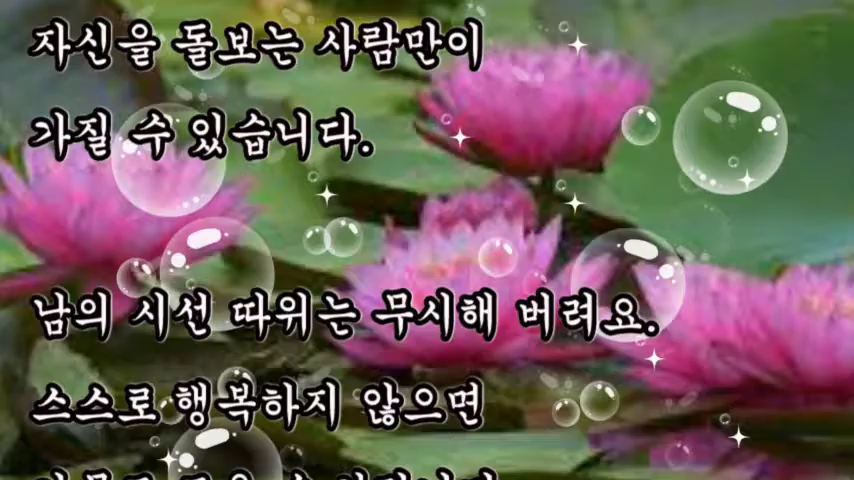 자신을 돌보는 사람만이
가질 수 있습니다.
남의 시선 따위는 무시해 버려요.
스스로 행복하지 않으면